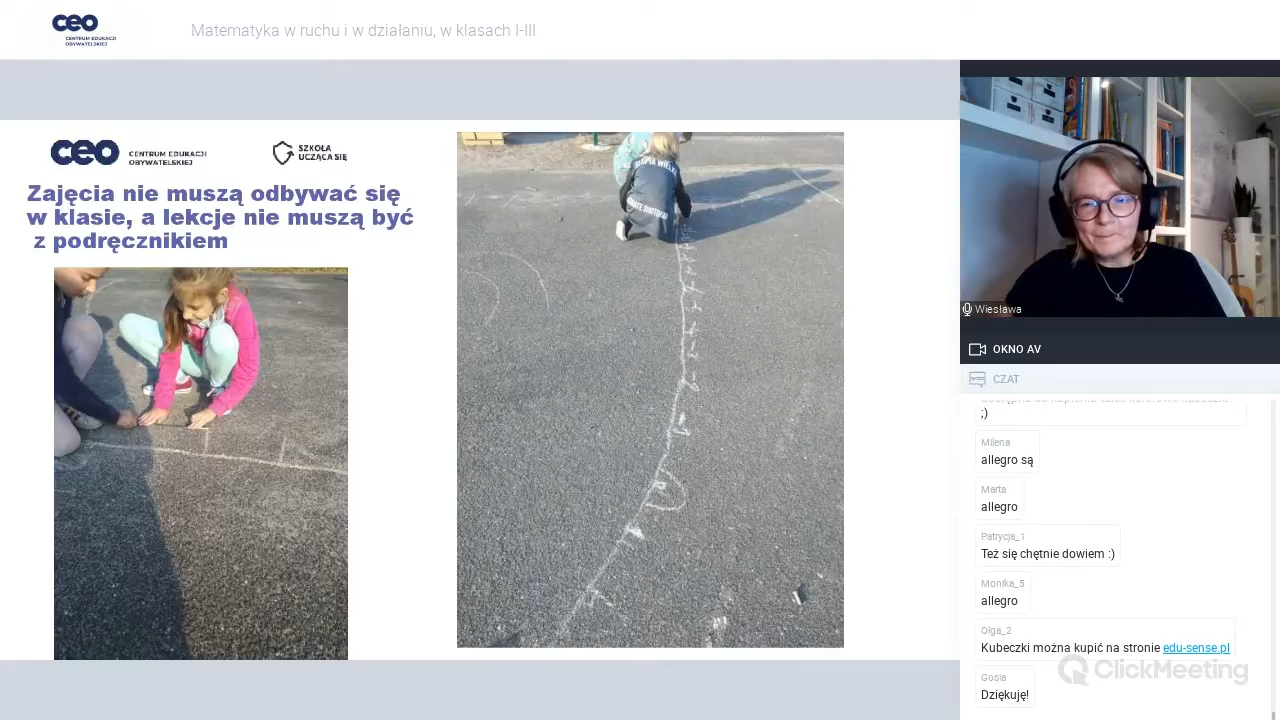 ceo
CENTRUM EDUKACJI
OBYWATELSKIEJ
Matematyka w ruchu i w działaniu, w klasach I-III
ceo
CENTRUM EDUKACJI
OBYWATELSKIEJ
SZKOŁA
UCZĄCA SIĘ
Zajęcia nie muszą odbywać się
w klasie, a lekcje nie muszą być
z podręcznikiem
Wiesława
OKNO AV
CZAT
;)
Milena
allegro są
Marta
allegro
Patrycja_1
Też się chętnie dowiem :)
Monika_5
allegro
Olga_2
Kubeczki można kupić na stronie edu-sense.pl
Gosia
Dziękuję!
ClickMeeting